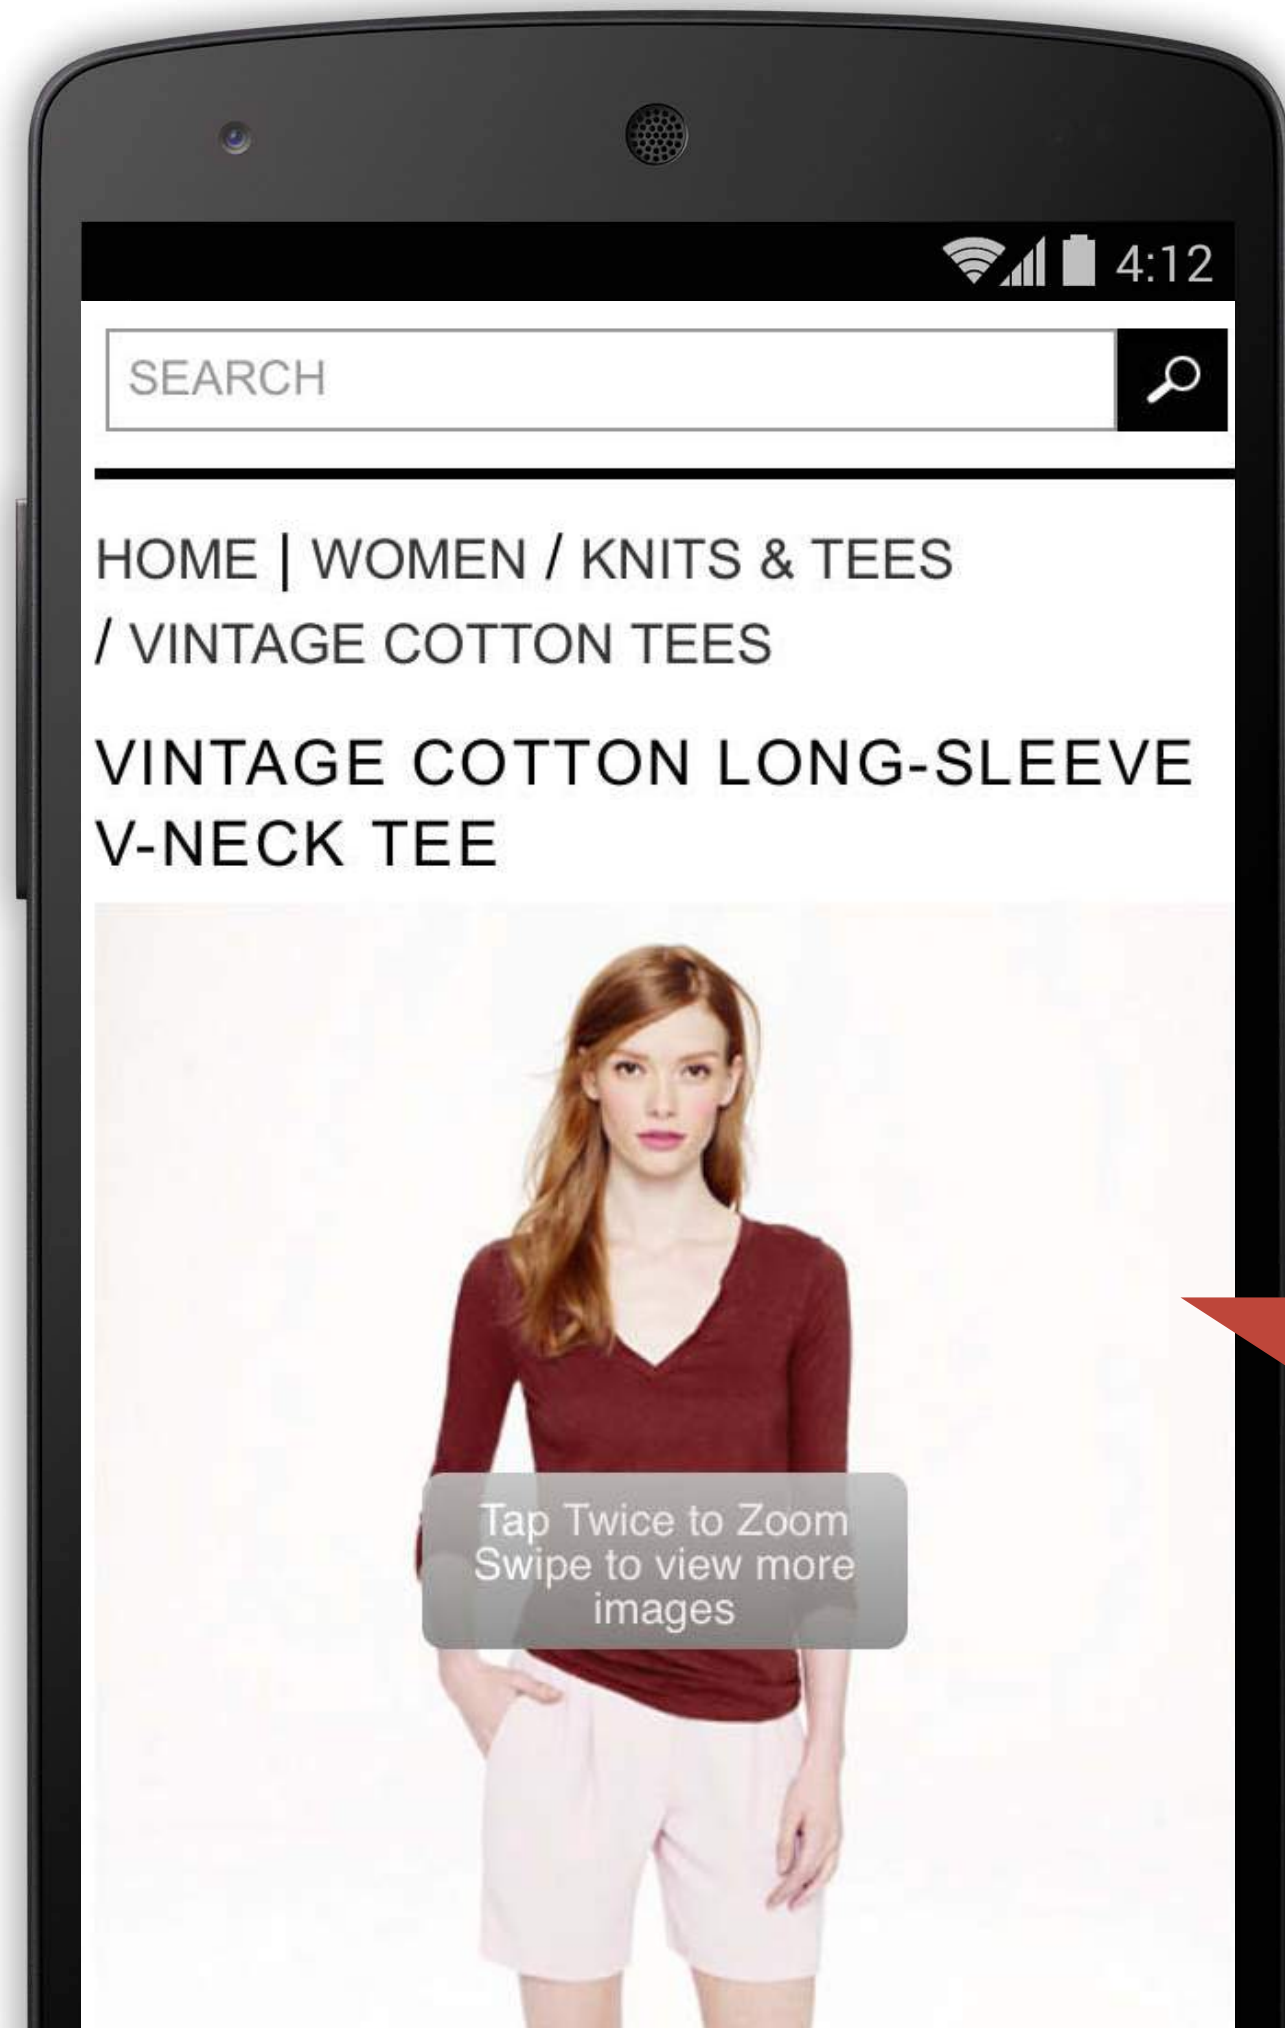 4:12
SEARCH
HOME | WOMEN / KNITS & TEES
/ VINTAGE COTTON TEES
VINTAGE COTTON LONG-SLEEVE
V-NECK TEE
Tap Twice to Zoom
Swipe to view more
images